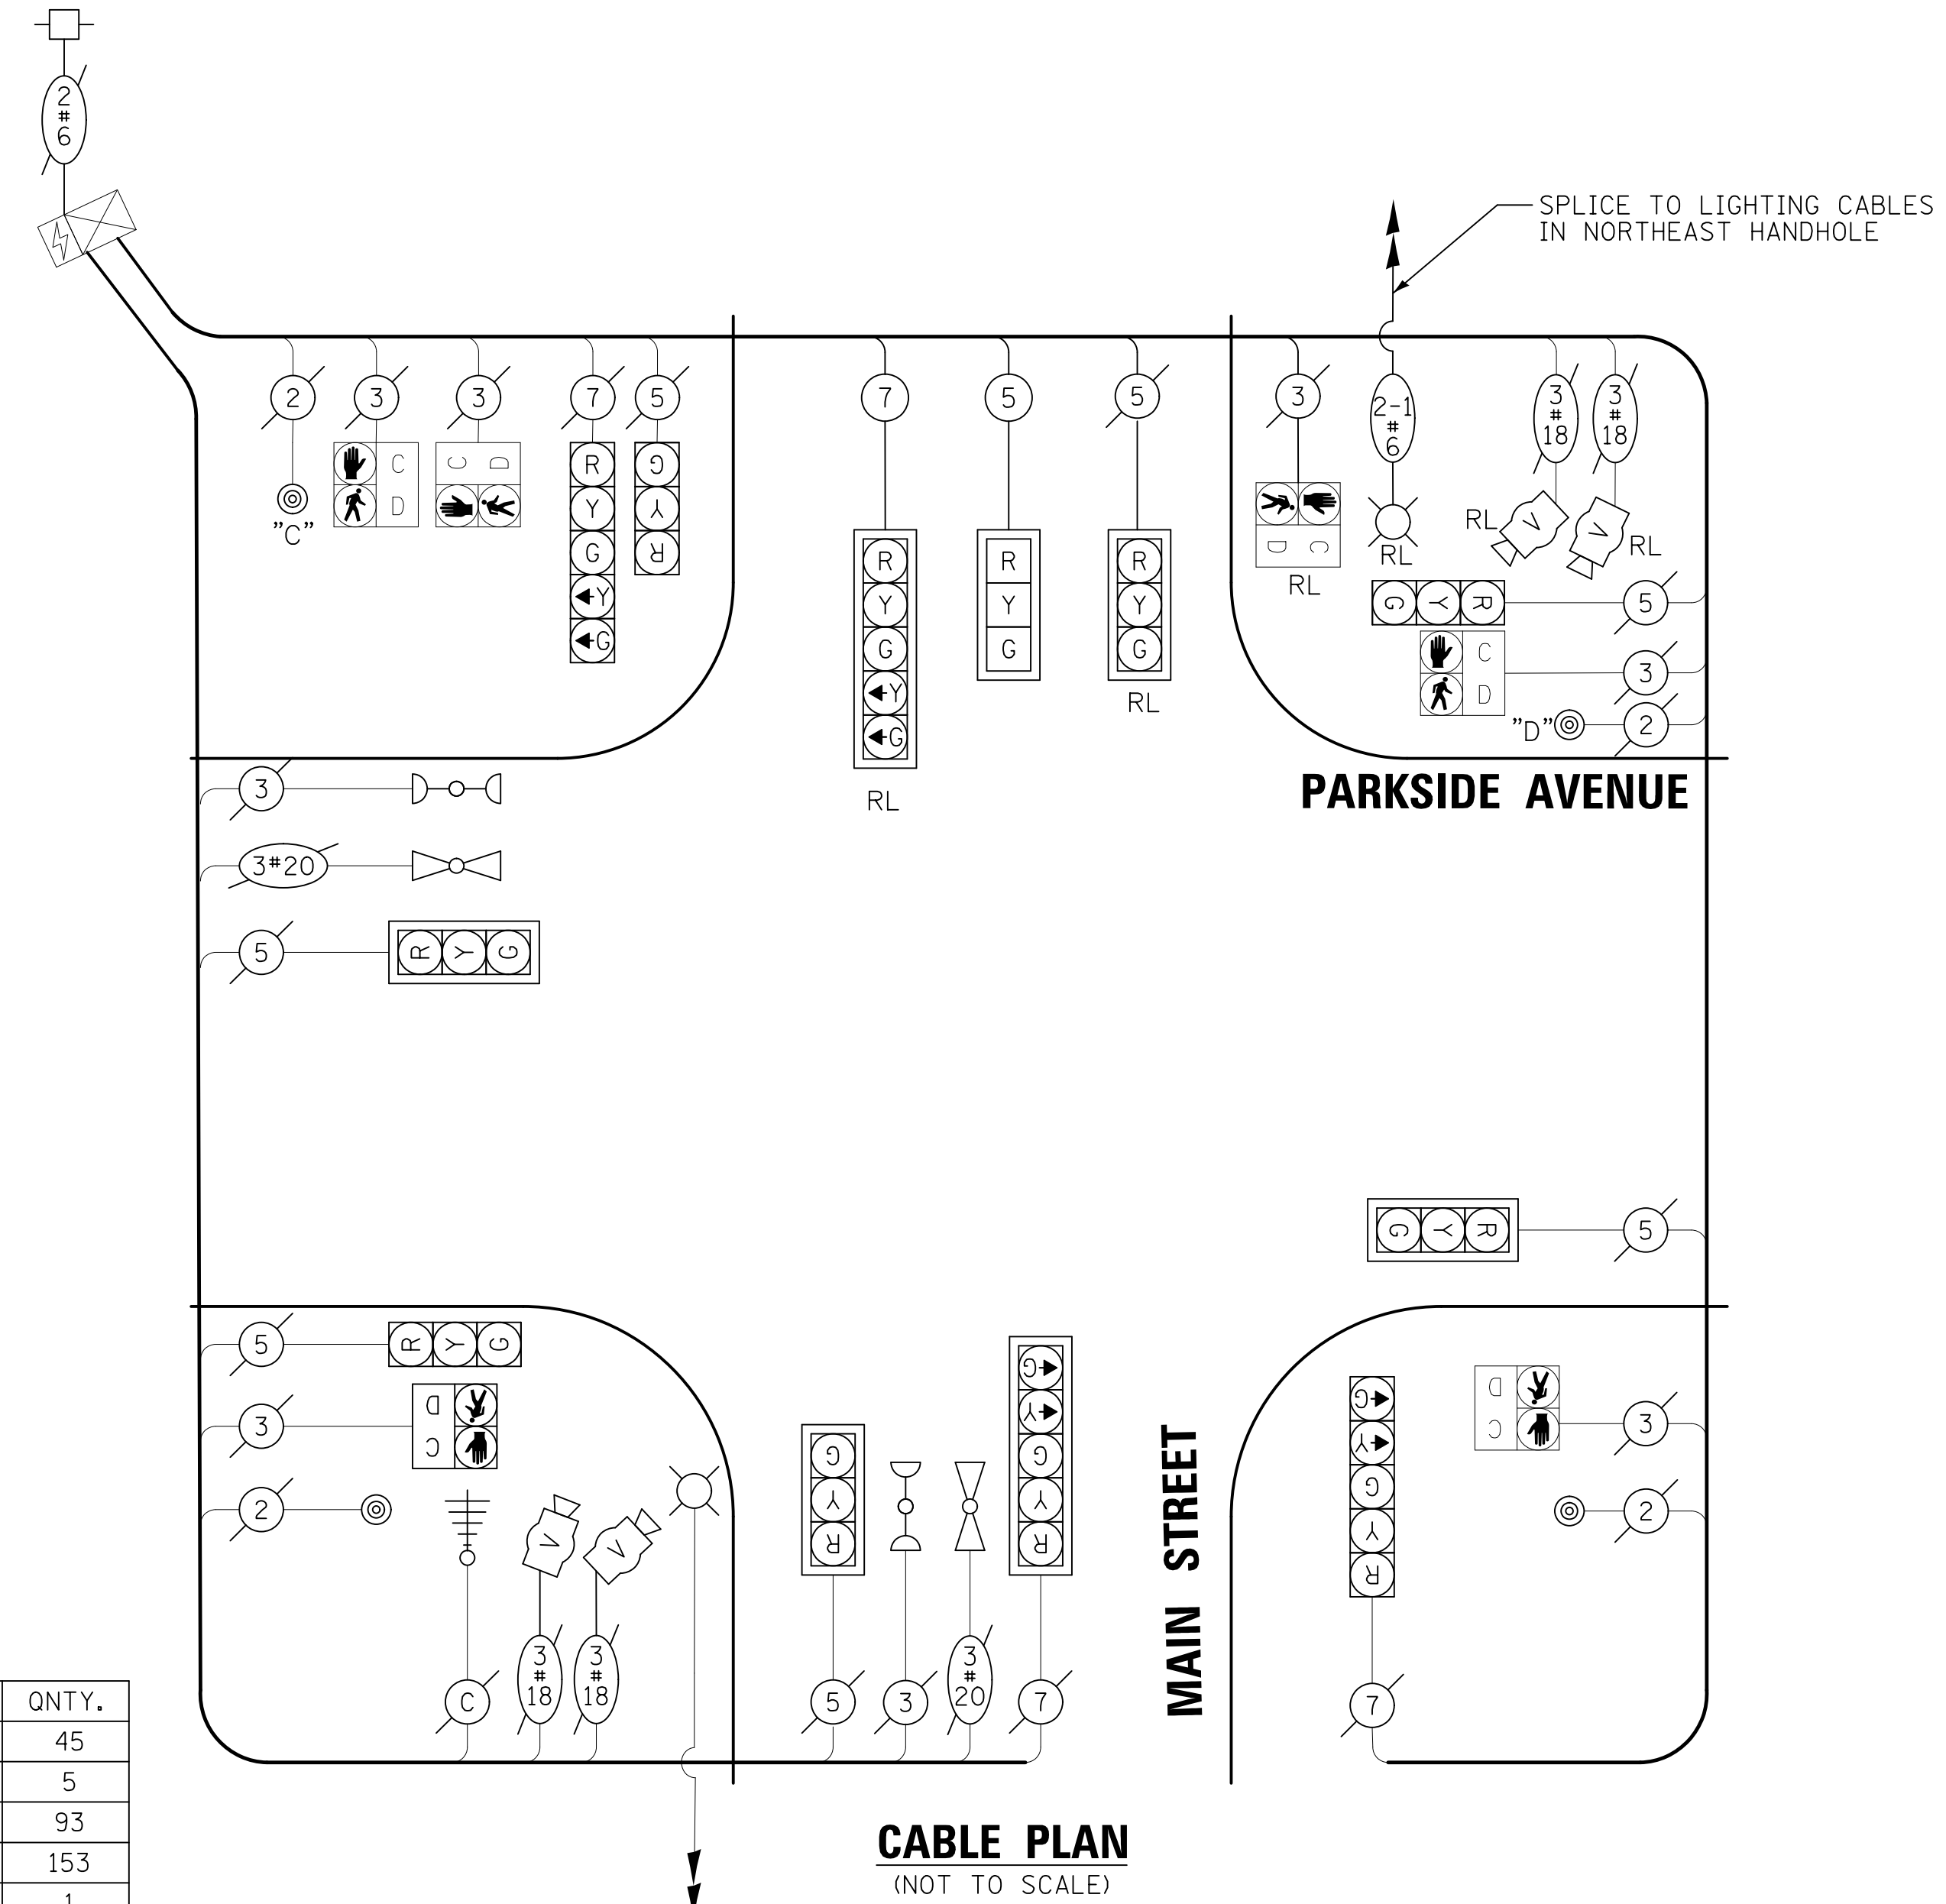 2
#
6
SPLICE TO LIGHTING CABLES
IN NORTHEAST HANDHOLE
2 3 3 7 5 7 5 5 3 2-1 3 3
# # #
6 18 18
"C"
C
D
C D
R
Y
G
Y
G
G
Y
R
R
Y
G
Y
G
RL
R
Y
G
R
Y
G
RL
D C
RL
RL
V
RL
V
RL
G Y R 5
C
D
3
"D" 2
PARKSIDE AVENUE
3
3#20
5 R Y G
G Y R 5
5 R Y G
3
D
C
2
V
V
C
3
#
18
3
#
18
G
Y
R
5
3
3
#
20
G
Y
G
Y
R
7
MAIN STREET
G
Y
G
Y
R
7
D
C
3
2
QNTY.
45
5
93
153
1
CABLE PLAN
(NOT TO SCALE)